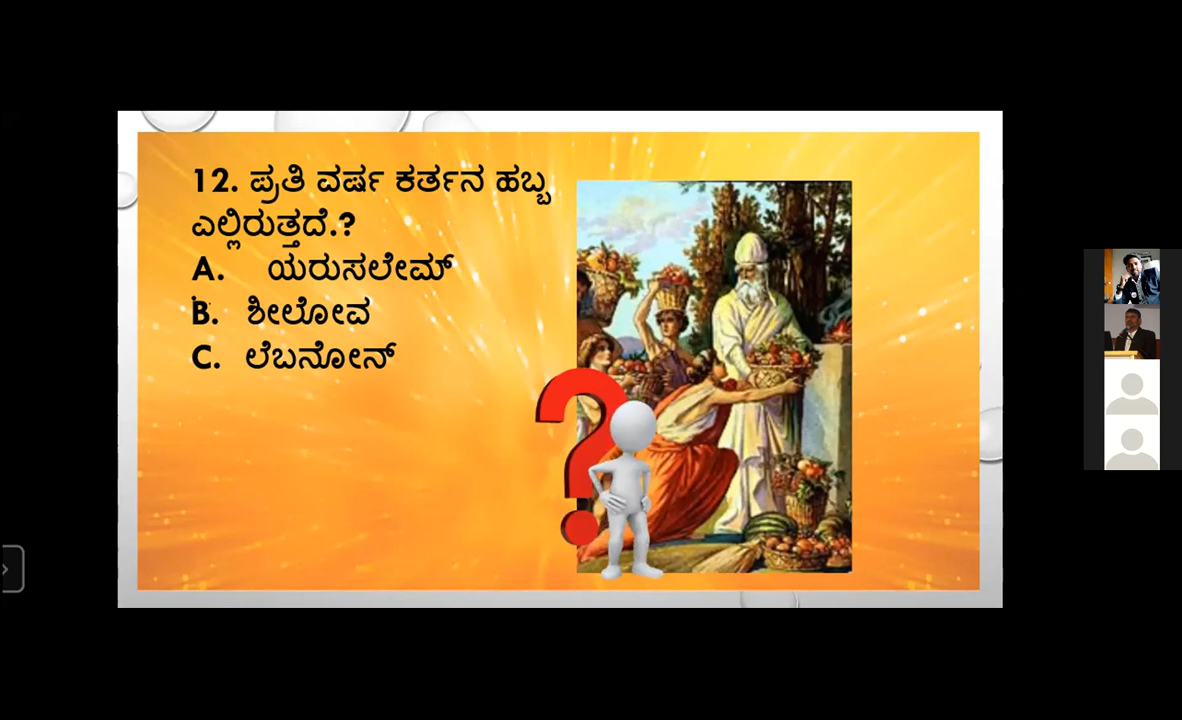 12. ಪ್ರತಿ ವರ್ಷ ಕರ್ತನ ಹಬ್ಬ
ಎಲ್ಲಿರುತ್ತದೆ.?
A. ಯರುಸಲೇಮ್
B. ಶೀಲೋವ
C. ಲೆಬನೋನ್